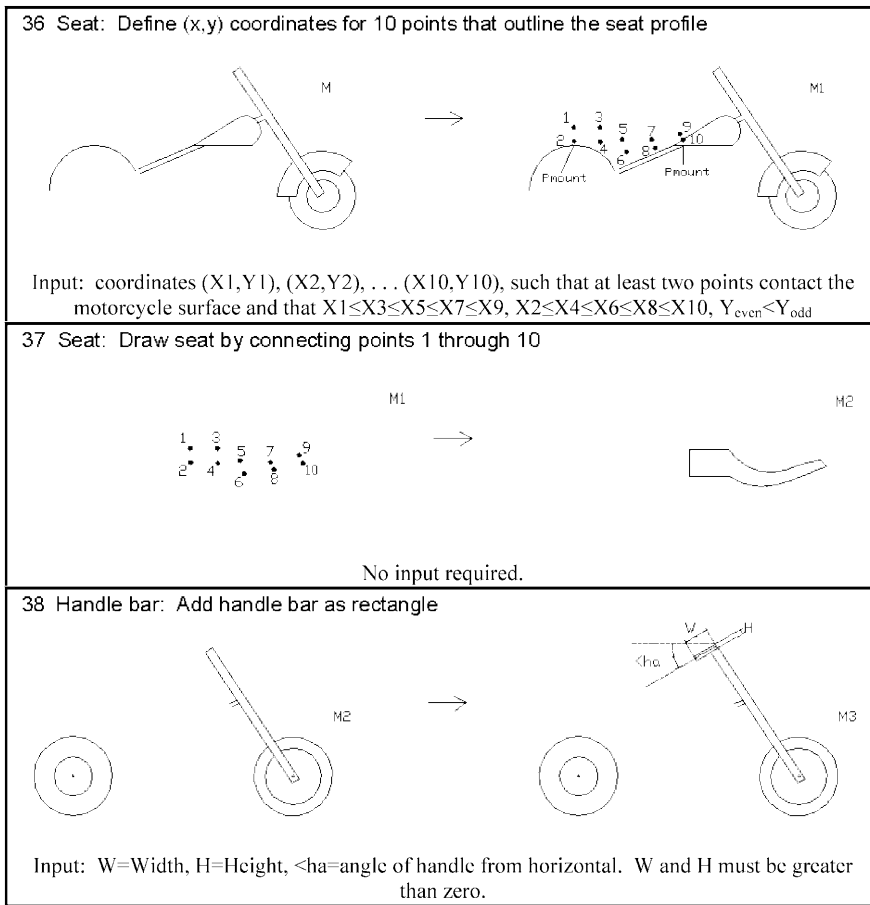 36 Seat: Define (x,y) coordinates for 10 points that outline the seat profile
M
M1
1 3 5 7 9
2 4 6 8 10
Pmount
Pmount
Input: coordinates (X1,Y1), (X2,Y2), . . . (X10,Y10), such that at least two points contact the
motorcycle surface and that X1≤X3≤X5≤X7≤X9, X2≤X4≤X6≤X8≤X10, Yeven<Yodd
37 Seat: Draw seat by connecting points 1 through 10
M1
M2
1 3 5 7 9
2 4 6 8 10
No input required.
38 Handle bar: Add handle bar as rectangle
W
H
<ha
M2
M3
Input: W=Width, H=Height, <ha=angle of handle from horizontal. W and H must be greater
than zero.